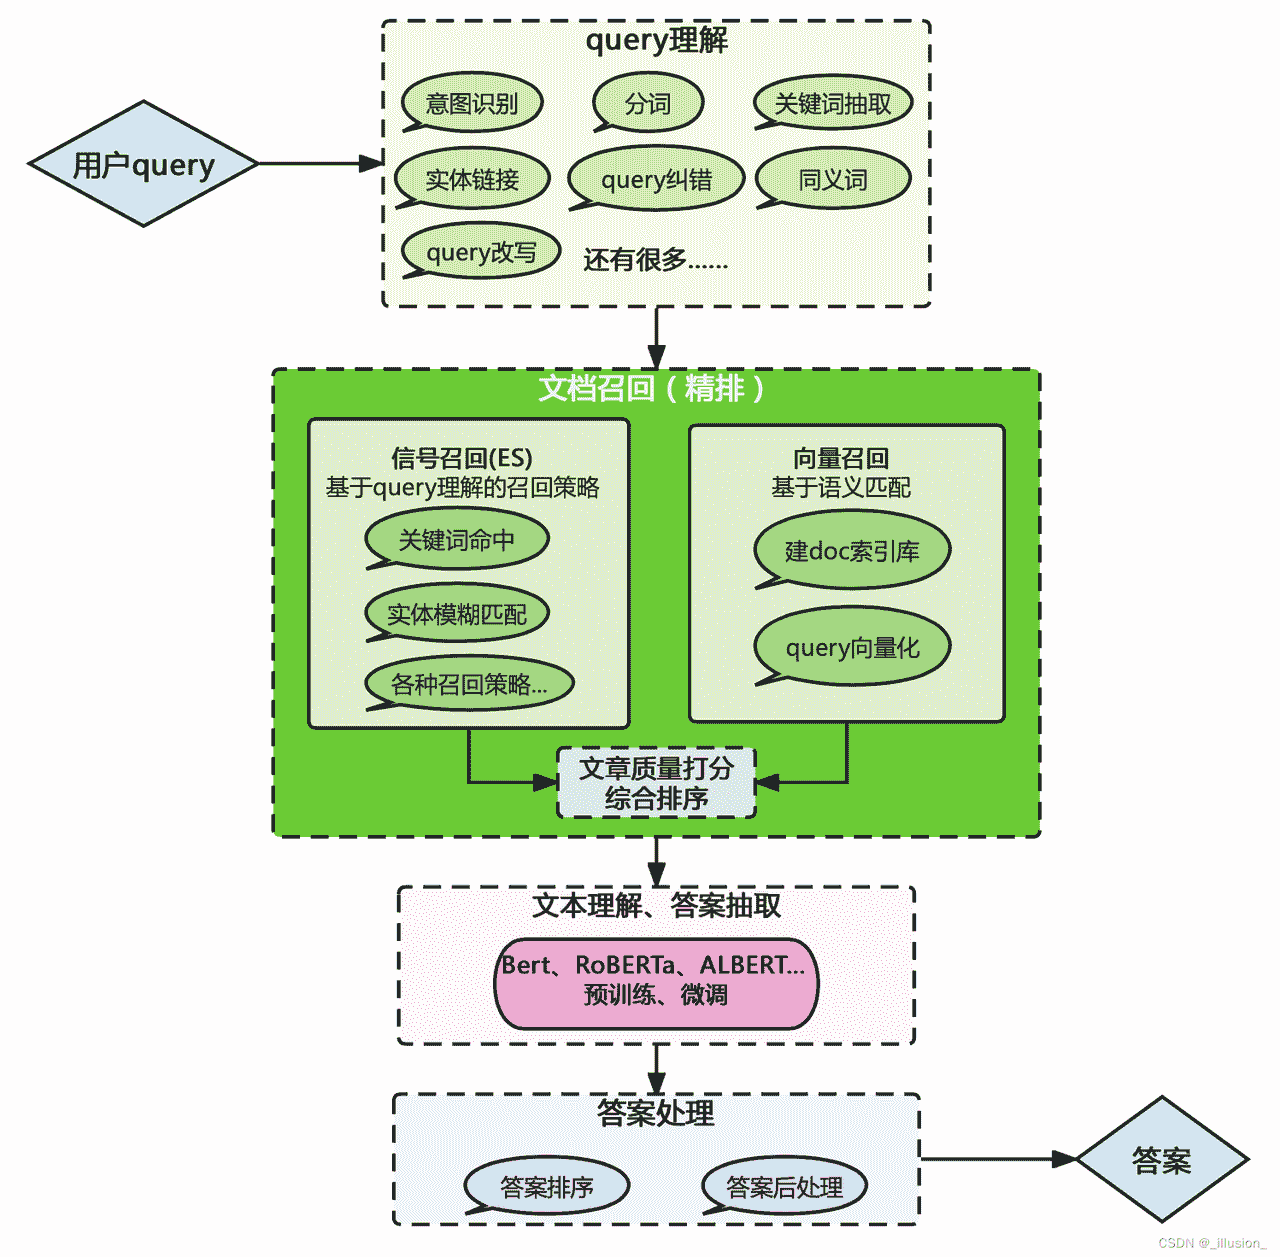 用户query
query理解
意图识别
分词
关键词抽取
实体链接
query纠错
同义词
query改写
还有很多......
文档召回（精排）
信号召回(ES)
基于query理解的召回策略
关键词命中
实体模糊匹配
各种召回策略...
向量召回
基于语义匹配
建doc索引库
query向量化
文章质量打分
综合排序
文本理解、答案抽取
Bert、RoBERTa、ALBERT...
预训练、微调
答案处理
答案排序
答案后处理
答案
CSDN @_illusion_